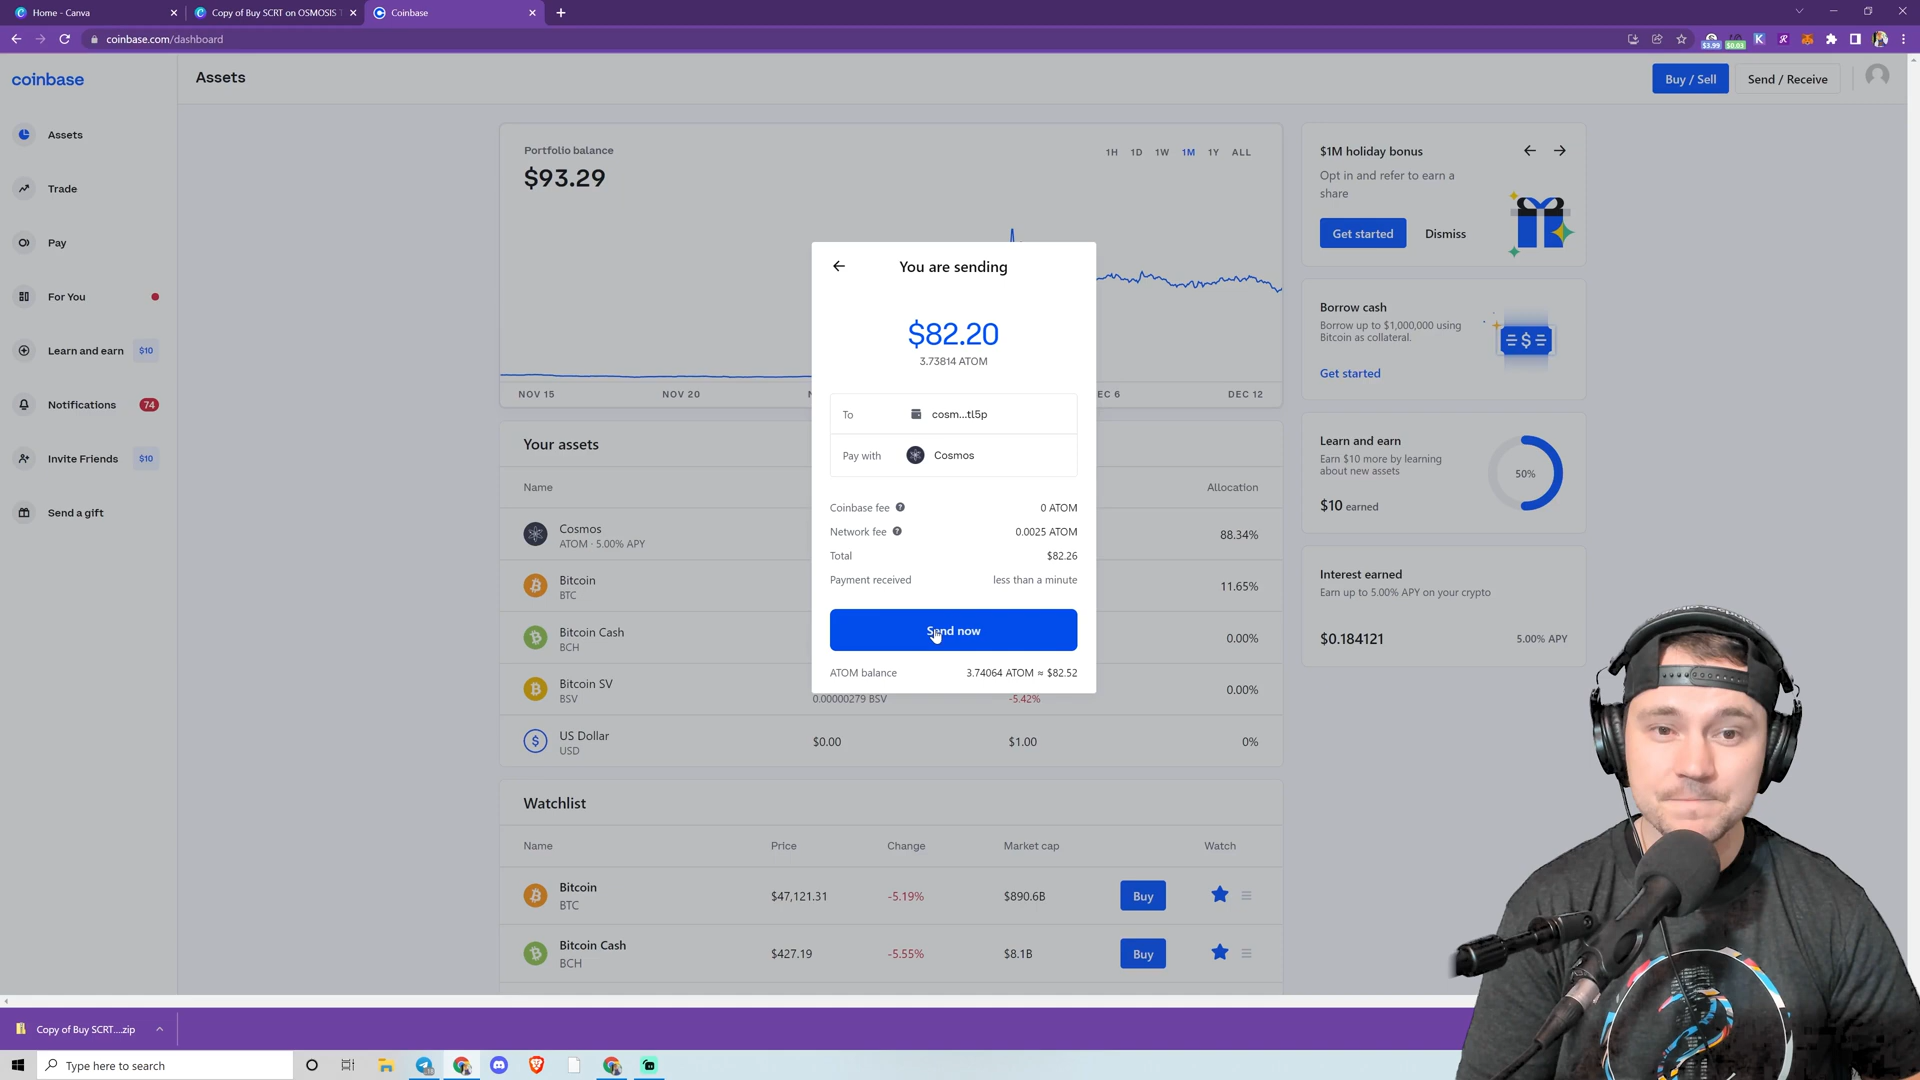 Home - Canva
Copy of Buy SCRT on OSMOSIS
Coinbase
coinbase.com/dashboard
$3.99
$0.03
coinbase
Assets
Buy / Sell
Send / Receive
Assets
Trade
Pay
For You
Learn and earn
$10
Notifications
74
Invite Friends
$10
Send a gift
Portfolio balance
$93.29
1H 1D 1W 1M 1Y ALL
NOV 15
NOV 20
EC 6
DEC 12
$1M holiday bonus
Opt in and refer to earn a
share
Get started
Dismiss
Borrow cash
Borrow up to $1,000,000 using
Bitcoin as collateral.
Get started
Learn and earn
Earn $10 more by learning
about new assets
$10 earned
50%
Interest earned
Earn up to 5.00% APY on your crypto
$0.184121
5.00% APY
You are sending
$82.20
3.73814 ATOM
To
cosm...tl5p
Pay with
Cosmos
Coinbase fee
0 ATOM
Network fee
0.0025 ATOM
Total
$82.26
Payment received
less than a minute
Send now
ATOM balance
3.74064 ATOM ≈ $82.52
Your assets
Name
Allocation
Cosmos
ATOM · 5.00% APY
88.34%
Bitcoin
BTC
11.65%
Bitcoin Cash
BCH
0.00%
Bitcoin SV
BSV
0.00000279 BSV
-5.42%
0.00%
US Dollar
USD
$0.00
$1.00
0%
Watchlist
Name
Price
Change
Market cap
Watch
Bitcoin
BTC
$47,121.31
-5.19%
$890.6B
Buy
Bitcoin Cash
BCH
$427.19
-5.55%
$8.1B
Buy
Copy of Buy SCRT....zip
Type here to search